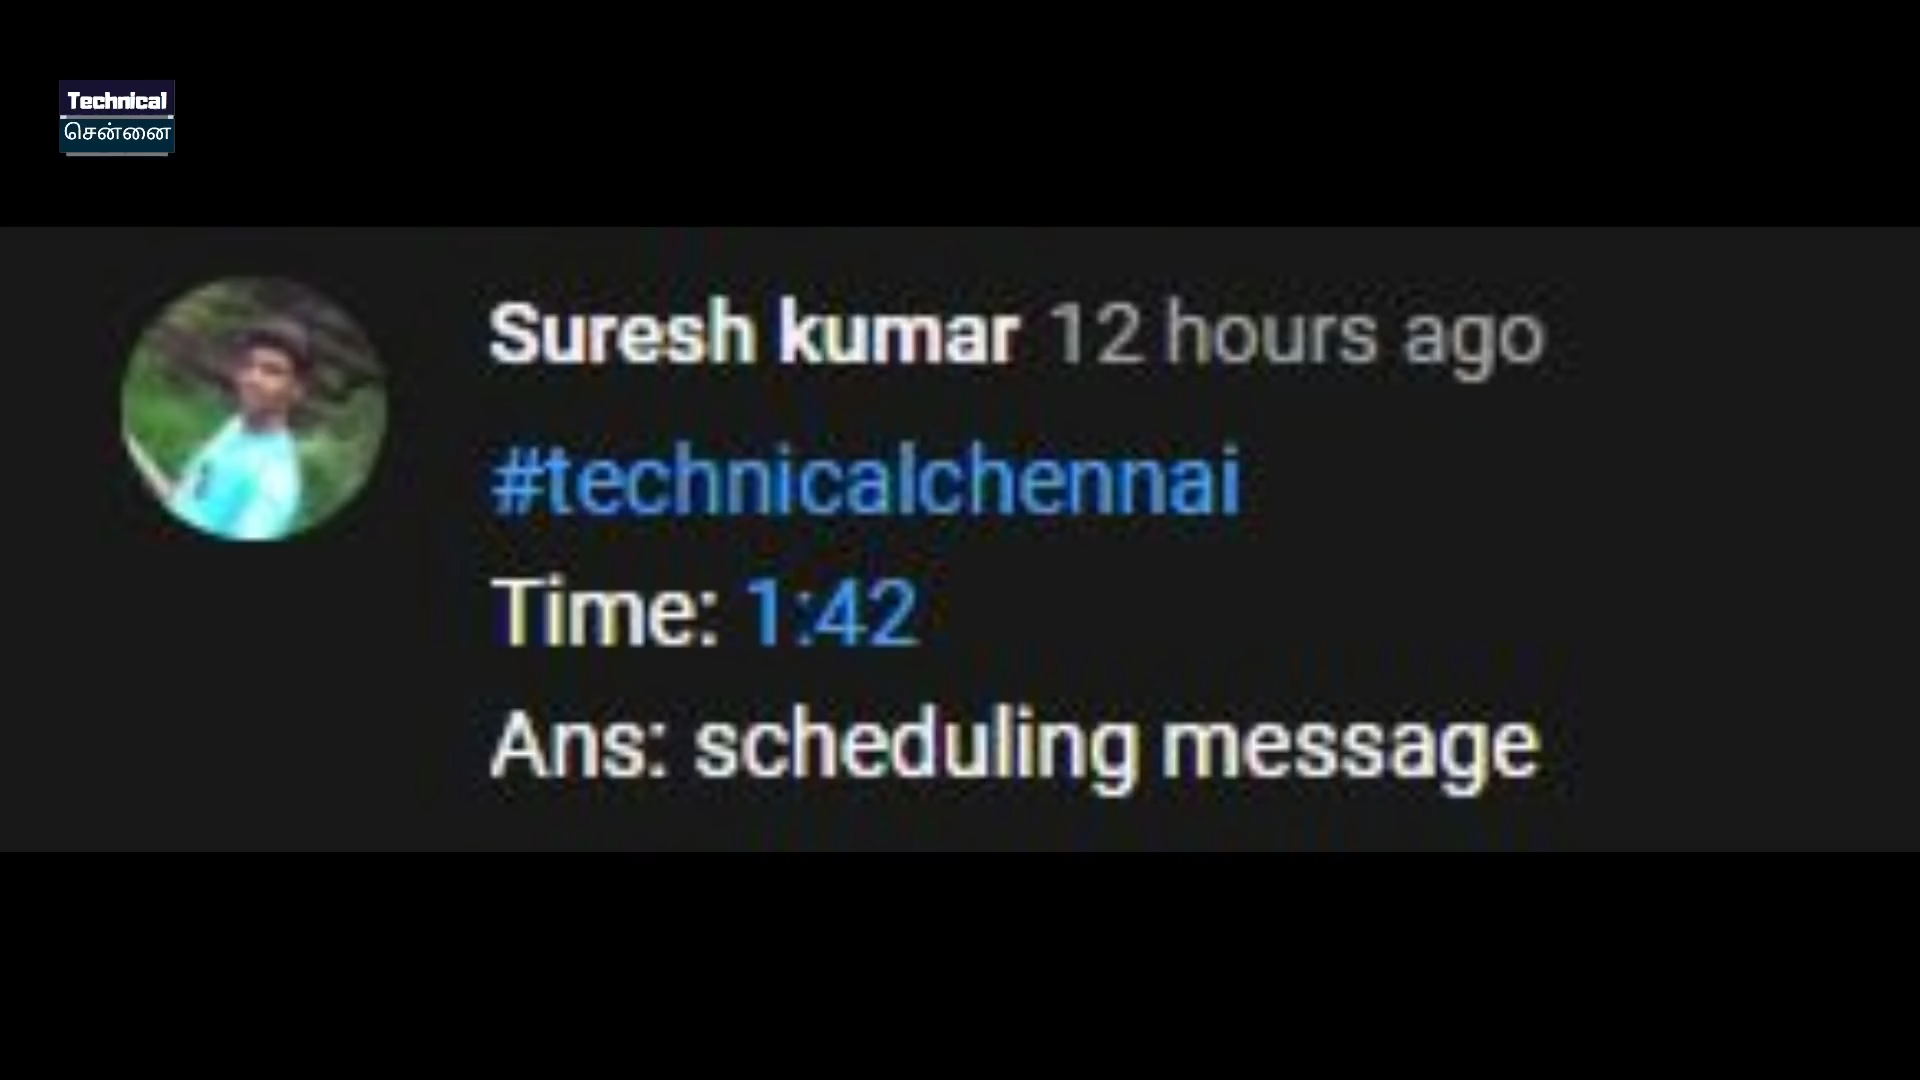 Technical
சென்னை
Suresh kumar 12 hours ago
#technicalchennai
Time: 1:42
Ans: scheduling message